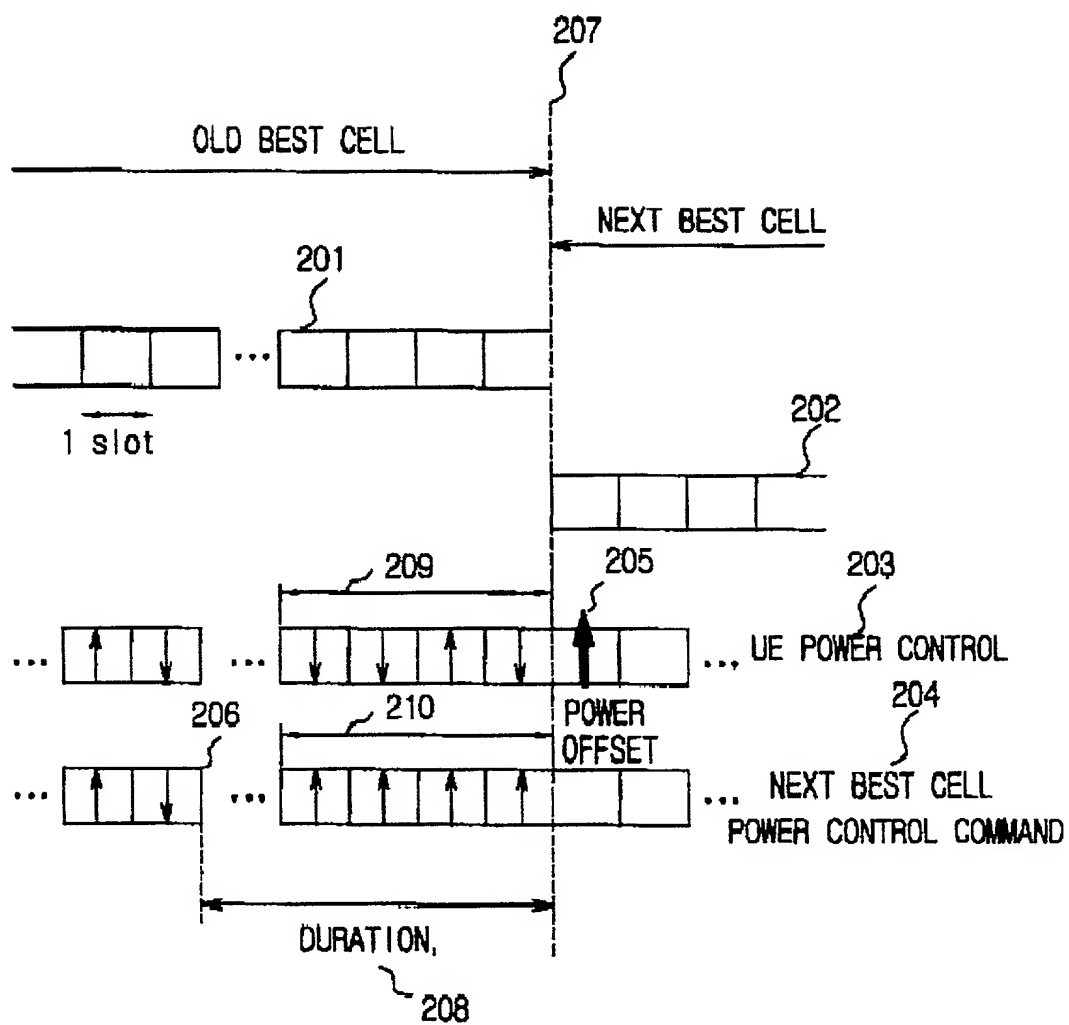 207
OLD BEST CELL
NEXT BEST CELL
201
...
1 slot
202
209
205
203
... ... ... UE POWER CONTROL
206
210
POWER
OFFSET
204
... ... ... NEXT BEST CELL
POWER CONTROL COMMAND
DURATION,
208